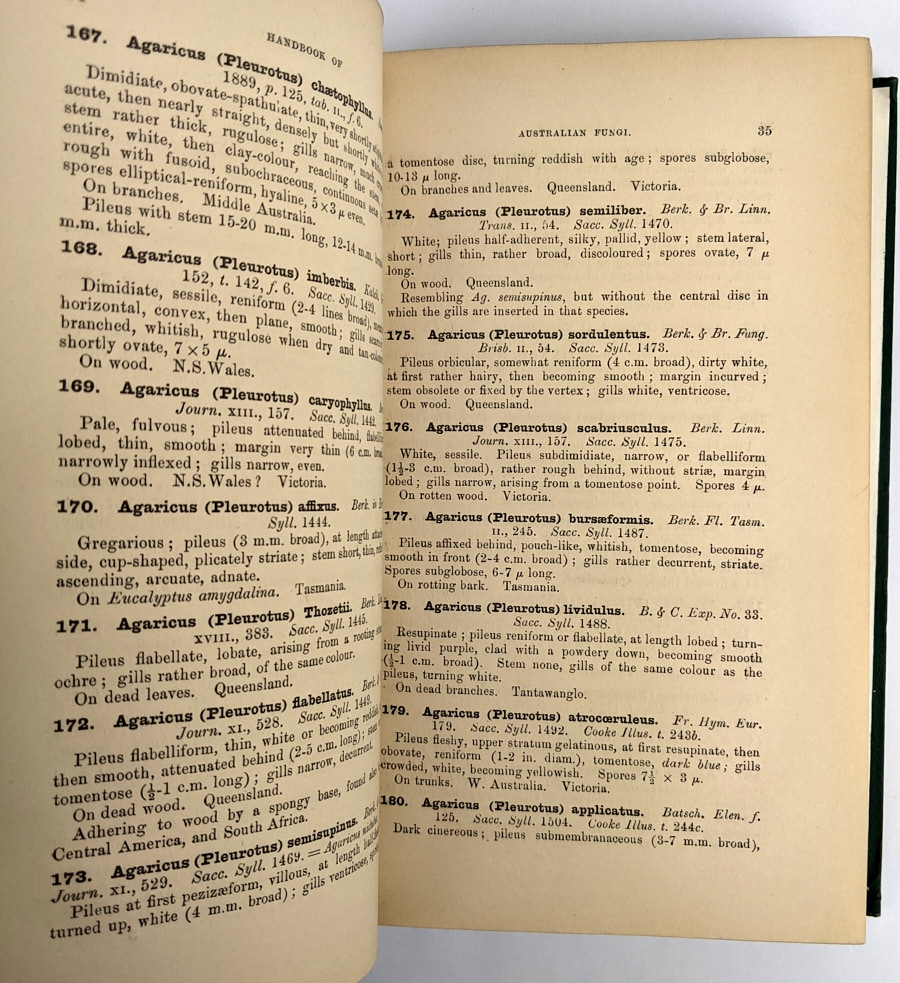 HANDBOOK OF
167. Agaricus (Pleurotus) chætophyllus.
1889, p. 125, tab. 11., f. 6.
Dimidiate, obovate-spathulate, thin, very shortly
acute, then nearly straight, densely but shortly
stem rather thick, rugulose; gills narrow, much
entire, white, then clay-colour, reaching the stem,
rough with fusoid, subochraceous, continuous
spores elliptical-reniform, hyaline, 5 × 3 μ even.
On branches. Middle Australia.
Pileus with stem 15-20 m.m. long, 12-14 m.m.
m.m. thick.
168. Agaricus (Pleurotus) imberbis. Kalch.
152, t. 142, f. 6. Sacc. Syll. 1429.
Dimidiate, sessile, reniform (2-4 lines broad),
horizontal, convex, then plane, smooth; gills
branched, whitish, rugulose when dry and
shortly ovate, 7 × 5 μ.
On wood. N.S.Wales.
169. Agaricus (Pleurotus) caryophyllus.
Journ. XIII., 157. Sacc. Syll. 1442.
Pale, fulvous; pileus attenuated behind,
lobed, thin, smooth; margin very thin (6 c.m.
narrowly inflexed; gills narrow, even.
On wood. N.S.Wales? Victoria.
170. Agaricus (Pleurotus) affixus. Berk. in
Syll. 1444.
Gregarious; pileus (3 m.m. broad), at length
side, cup-shaped, plicately striate; stem short, thin,
ascending, arcuate, adnate.
On Eucalyptus amygdalina. Tasmania.
171. Agaricus (Pleurotus) Thozetii. Berk.
XVIII., 383. Sacc. Syll. 1445.
Pileus flabellate, lobate, arising from a rooting
ochre; gills rather broad, of the same colour.
On dead leaves. Queensland.
172. Agaricus (Pleurotus) flabellatus. Berk.
Journ. XI., 528. Sacc. Syll. 1449.
Pileus flabelliform, thin, white or becoming
then smooth, attenuated behind (2-5 c.m. long);
tomentose (½-1 c.m. long); gills narrow, decurrent.
On dead wood. Queensland.
Adhering to wood by a spongy base, found
Central America, and South Africa.
173. Agaricus (Pleurotus) semisupinus. Berk.
Journ. XI., 529. Sacc. Syll. 1469. = Agaricus
Pileus at first pezizæform, villous, at length
turned up, white (4 m.m. broad); gills ventricose,
AUSTRALIAN FUNGI. 35
a tomentose disc, turning reddish with age; spores subglobose,
10-13 μ long.
On branches and leaves. Queensland. Victoria.
174. Agaricus (Pleurotus) semiliber. Berk. & Br. Linn.
Trans. II., 54. Sacc. Syll. 1470.
White; pileus half-adherent, silky, pallid, yellow; stem lateral,
short; gills thin, rather broad, discoloured; spores ovate, 7 μ
long.
On wood. Queensland.
Resembling Ag. semisupinus, but without the central disc in
which the gills are inserted in that species.
175. Agaricus (Pleurotus) sordulentus. Berk. & Br. Fung.
Brisb. II., 54. Sacc. Syll. 1473.
Pileus orbicular, somewhat reniform (4 c.m. broad), dirty white,
at first rather hairy, then becoming smooth; margin incurved;
stem obsolete or fixed by the vertex; gills white, ventricose.
On wood. Queensland.
176. Agaricus (Pleurotus) scabriusculus. Berk. Linn.
Journ. XIII., 157. Sacc. Syll. 1475.
White, sessile. Pileus subdimidiate, narrow, or flabelliform
(1½-3 c.m. broad), rather rough behind, without striæ, margin
lobed; gills narrow, arising from a tomentose point. Spores 4 μ.
On rotten wood. Victoria.
177. Agaricus (Pleurotus) bursæformis. Berk. Fl. Tasm.
II., 245. Sacc. Syll. 1487.
Pileus affixed behind, pouch-like, whitish, tomentose, becoming
smooth in front (2-4 c.m. broad); gills rather decurrent, striate.
Spores subglobose, 6-7 μ long.
On rotting bark. Tasmania.
178. Agaricus (Pleurotus) lividulus. B. & C. Exp. No. 33.
Sacc. Syll. 1488.
Resupinate; pileus reniform or flabellate, at length lobed; turn-
ing livid purple, clad with a powdery down, becoming smooth
(½-1 c.m. broad). Stem none, gills of the same colour as the
pileus, turning white.
On dead branches. Tantawanglo.
179. Agaricus (Pleurotus) atrocœruleus. Fr. Hym. Eur.
179. Sacc. Syll. 1492. Cooke Illus. t. 243b.
Pileus fleshy, upper stratum gelatinous, at first resupinate, then
obovate, reniform (1-2 in. diam.), tomentose, dark blue; gills
crowded, white, becoming yellowish. Spores 7½ × 3 μ.
On trunks. W. Australia. Victoria.
180. Agaricus (Pleurotus) applicatus. Batsch. Elen. f.
125. Sacc. Syll. 1504. Cooke Illus. t. 244c.
Dark cinereous; pileus submembranaceous (3-7 m.m. broad),